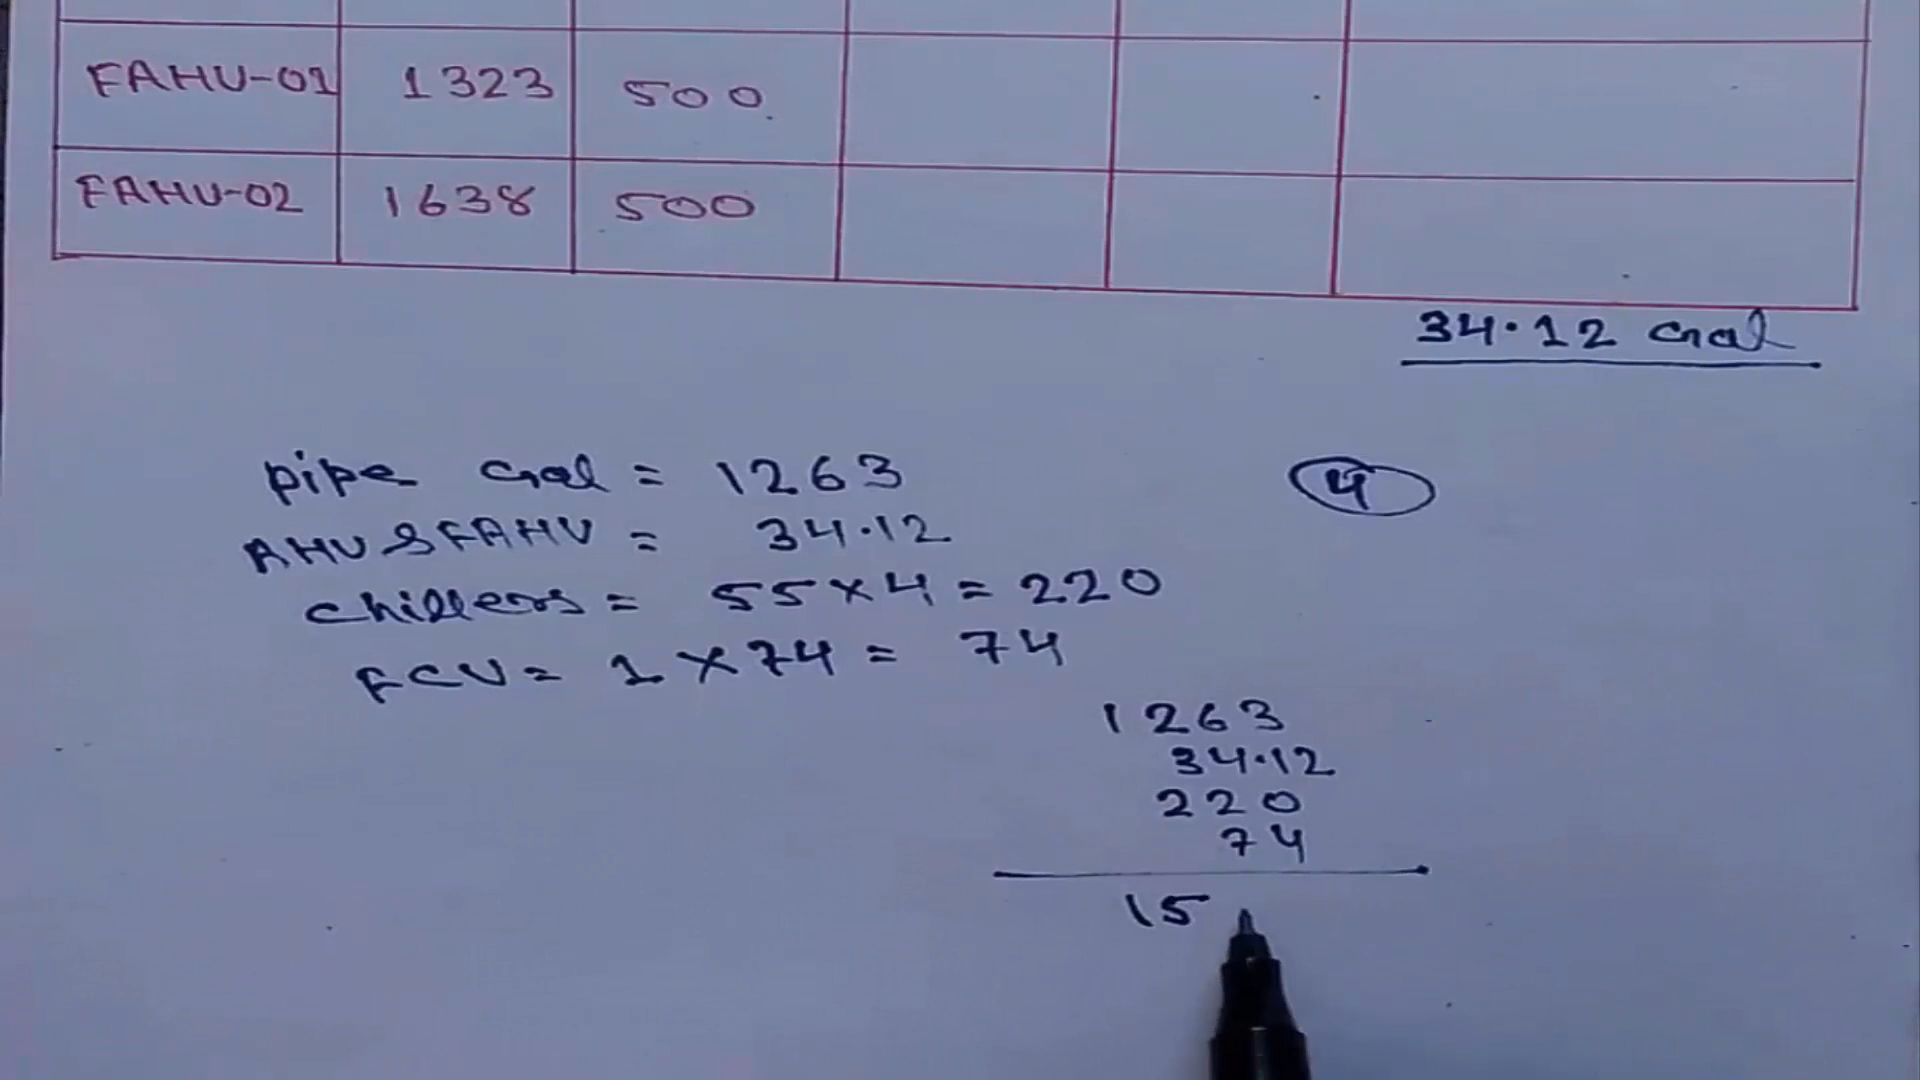 FAHU-01 1323 500
FAHU-02 1638 500
34.12 Gal
pipe Gal = 1263
4
AHU & FAHU = 34.12
chillers = 55 x 4 = 220
FCU = 1 x 74 = 74
1263
34.12
220
74
15